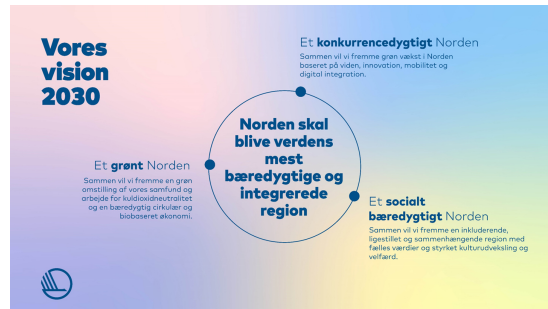 Vores
vision
2030
Et konkurrencedygtigt Norden
Sammen vil vi fremme grøn vækst i Norden
baseret på viden, innovation, mobilitet og
digital integration.
Norden skal
blive verdens
mest
bæredygtige og
integrerede
region
Et grønt Norden
Sammen vil vi fremme en grøn
omstilling af vores samfund og
arbejde for kuldioxidneutralitet
og en bæredygtig cirkulær og
biobaseret økonomi.
Et socialt
bæredygtigt Norden
Sammen vil vi fremme en inkluderende,
ligestillet og sammenhængende region med
fælles værdier og styrket kulturudveksling og
velfærd.